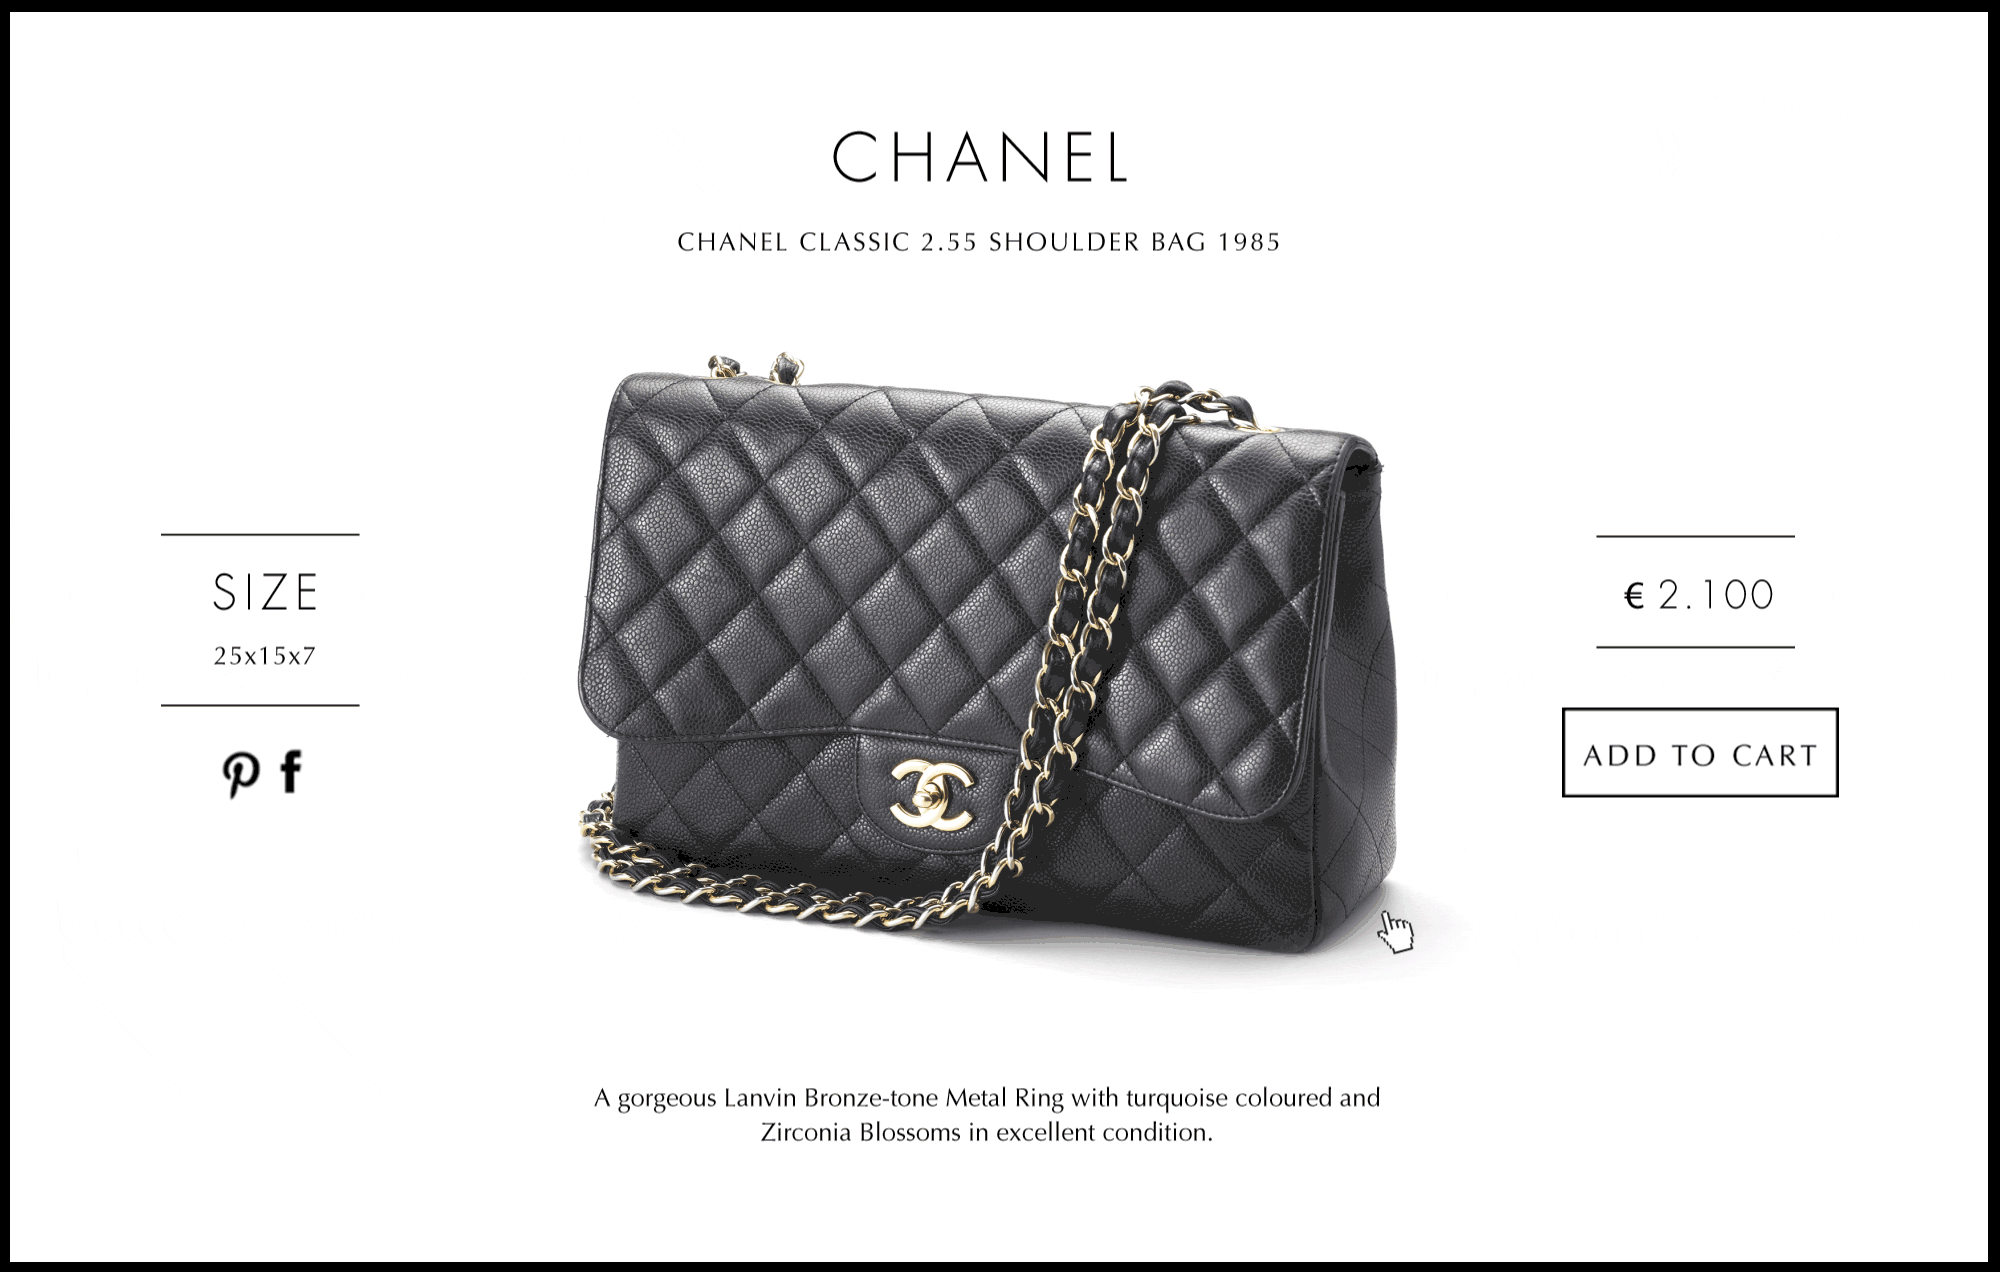 CHANEL
CHANEL CLASSIC 2.55 SHOULDER BAG 1985
SIZE
25x15x7
€ 2.100
ADD TO CART
A gorgeous Lanvin Bronze-tone Metal Ring with turquoise coloured and
Zirconia Blossoms in excellent condition.